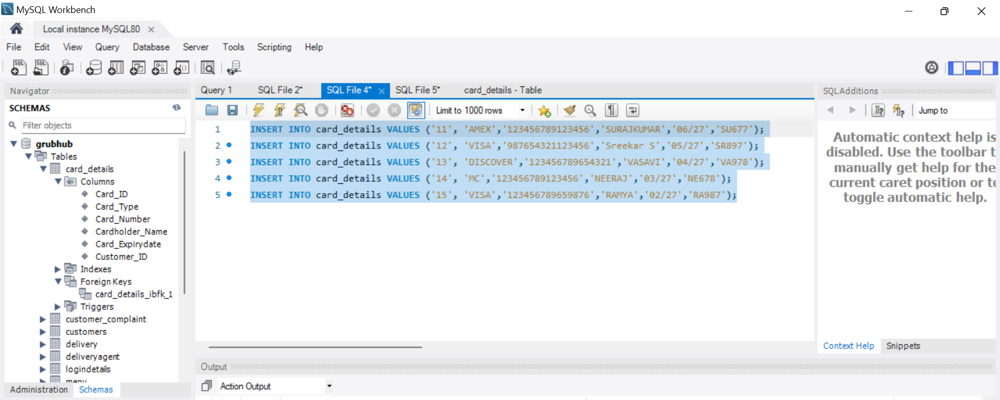 MySQL Workbench
Local instance MySQL80
File Edit View Query Database Server Tools Scripting Help
Navigator
SCHEMAS
Filter objects
grubhub
Tables
card_details
Columns
Card_ID
Card_Type
Card_Number
Cardholder_Name
Card_Expirydate
Customer_ID
Indexes
Foreign Keys
card_details_ibfk_1
Triggers
customer_complaint
customers
delivery
deliveryagent
logindetails
menu
Administration Schemas
Query 1 SQL File 2* SQL File 4* SQL File 5* card_details - Table
Limit to 1000 rows
1 INSERT INTO card_details VALUES ('11', 'AMEX','123456789123456','SURAJKUMAR','06/27','SU677');
2 INSERT INTO card_details VALUES ('12', 'VISA','987654321123456','Sreekar S','05/27','SR897');
3 INSERT INTO card_details VALUES ('13', 'DISCOVER','123456789654321','VASAVI','04/27','VA978');
4 INSERT INTO card_details VALUES ('14', 'MC','123456789123456','NEERAJ','03/27','NE678');
5 INSERT INTO card_details VALUES ('15', 'VISA','123456789659876','RAMYA','02/27','RA987');
Output
Action Output
SQLAdditions
Jump to
Automatic context help is
disabled. Use the toolbar t
manually get help for the
current caret position or to
toggle automatic help.
Context Help Snippets